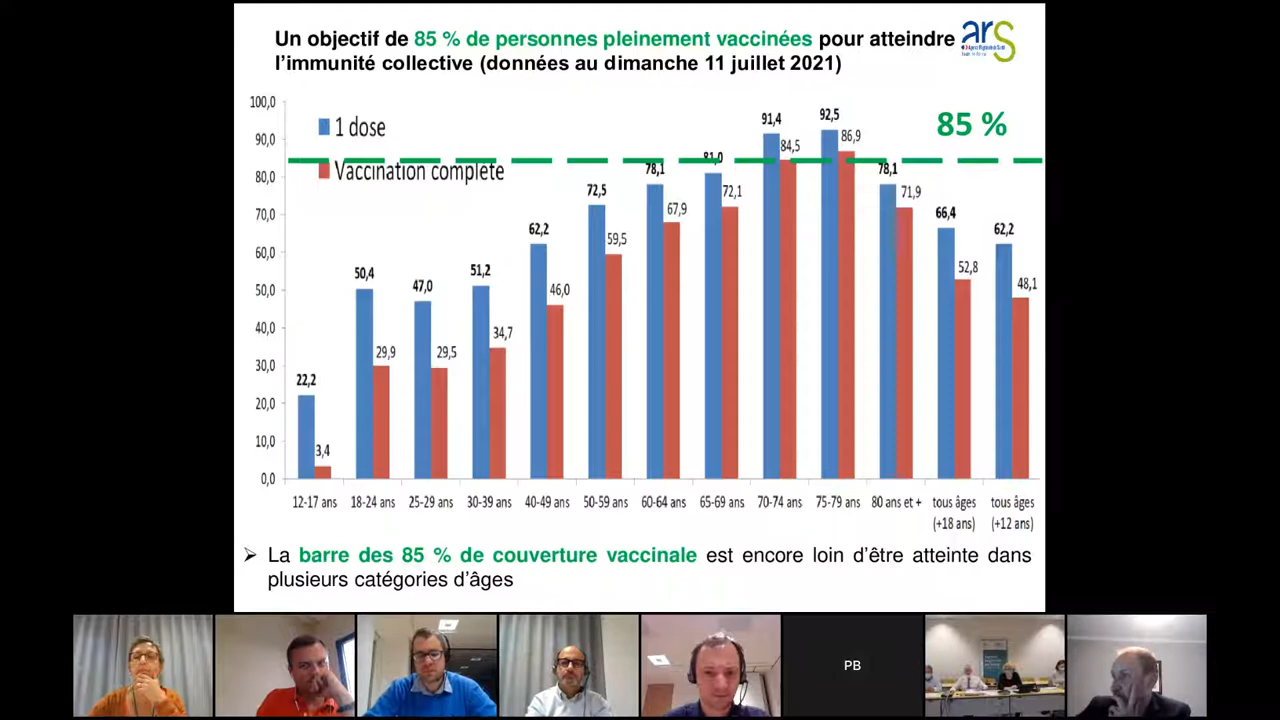 Un objectif de 85 % de personnes pleinement vaccinées pour atteindre
l'immunité collective (données au dimanche 11 juillet 2021)
ars
100,0
90,0
80,0
70,0
60,0
50,0
40,0
30,0
20,0
10,0
0,0
1 dose
Vaccination complète
85 %
22,2
3,4
50,4
29,9
47,0
29,5
51,2
34,7
62,2
46,0
72,5
59,5
78,1
67,9
81,0
72,1
91,4
84,5
92,5
86,9
78,1
71,9
66,4
52,8
62,2
48,1
12-17 ans
18-24 ans
25-29 ans
30-39 ans
40-49 ans
50-59 ans
60-64 ans
65-69 ans
70-74 ans
75-79 ans
80 ans et +
tous âges
(+18 ans)
tous âges
(+12 ans)
➢ La barre des 85 % de couverture vaccinale est encore loin d'être atteinte dans
plusieurs catégories d'âges
PB